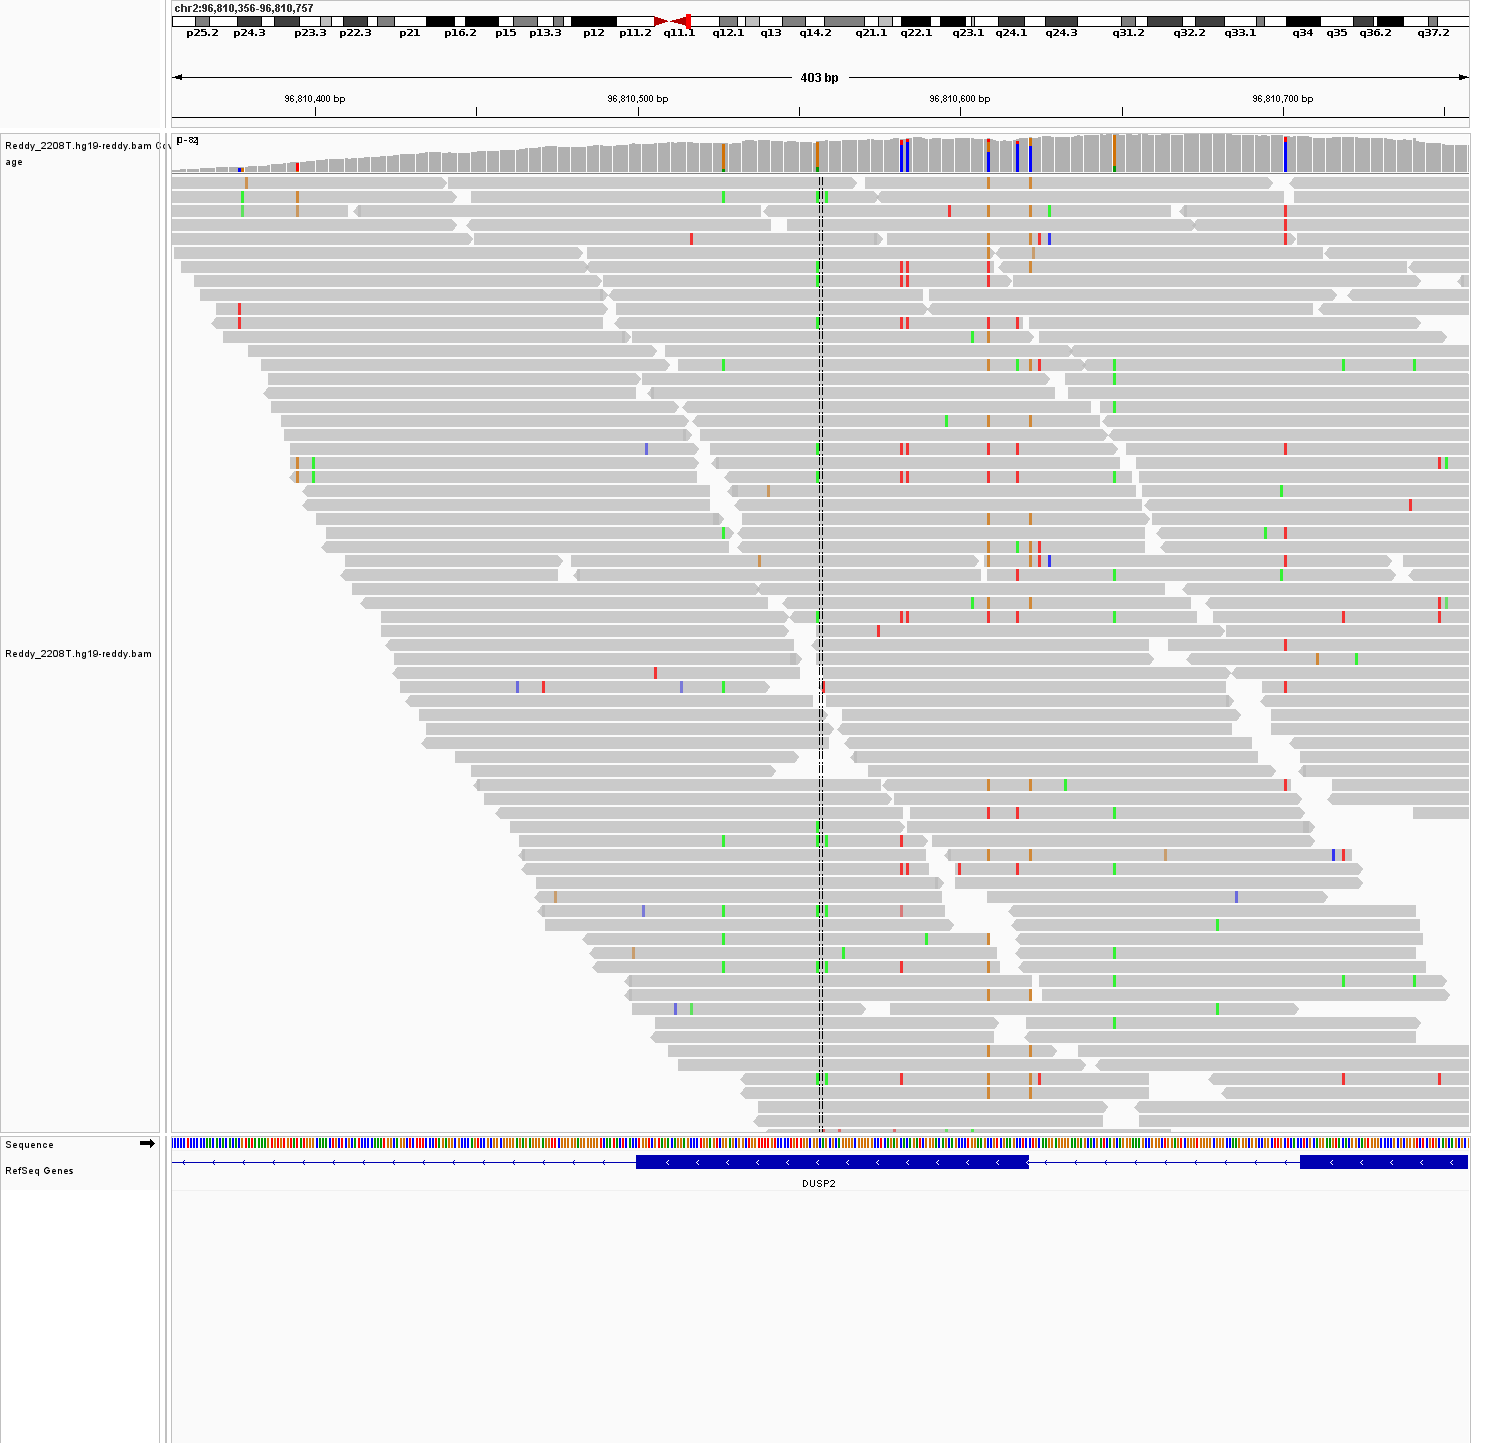 chr2:96,810,356-96,810,757
p25.2 p24.3 p23.3 p22.3 p21 p16.2 p15 p13.3 p12 p11.2 q11.1 q12.1 q13 q14.2 q21.1 q22.1 q23.1 q24.1 q24.3 q31.2 q32.2 q33.1 q34 q35 q36.2 q37.2
403 bp
96,810,400 bp 96,810,500 bp 96,810,600 bp 96,810,700 bp
[0-82]
Reddy_2208T.hg19-reddy.bam Cov
age
Reddy_2208T.hg19-reddy.bam
Sequence
RefSeq Genes
DUSP2